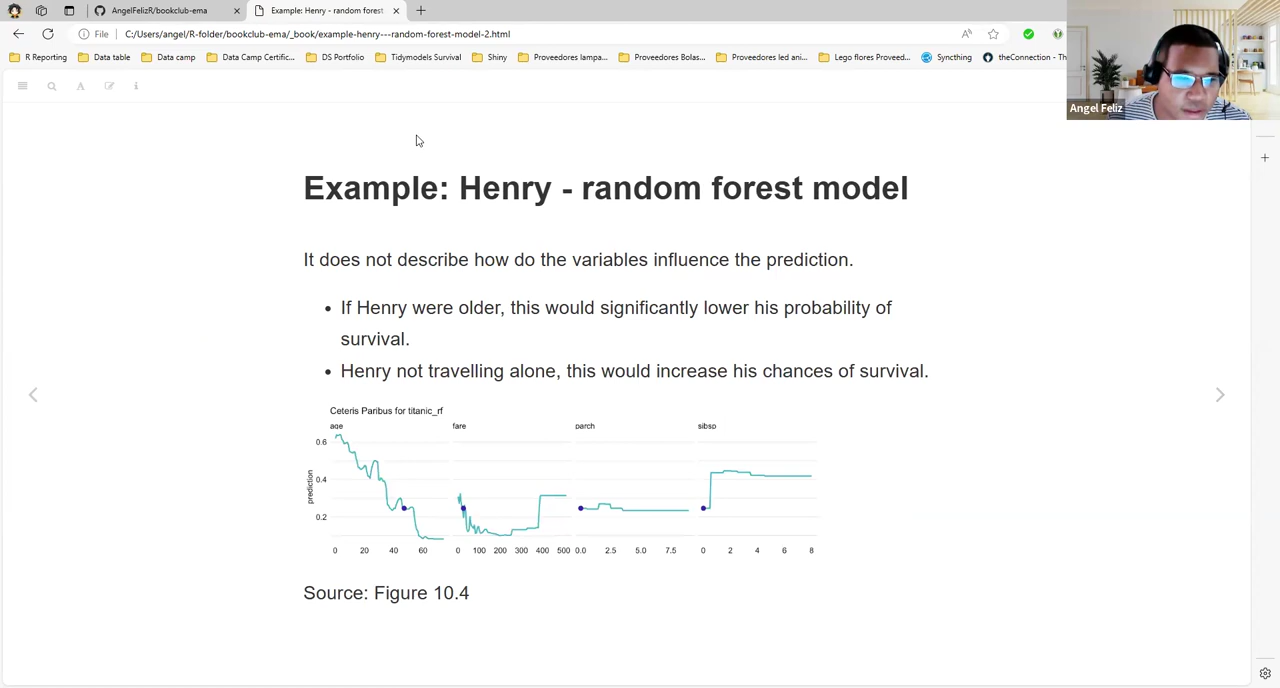 AngelFelizR/bookclub-ema
Example: Henry - random forest
File
C:/Users/angel/R-folder/bookclub-ema/_book/example-henry---random-forest-model-2.html
R Reporting Data table Data camp Data Camp Certific... DS Portfolio Tidymodels Survival Shiny Proveedores lampa... Proveedores Bolas... Proveedores led ani... Lego flores Proveed... Syncthing theConnection - Th
Angel Feliz
Example: Henry - random forest model
It does not describe how do the variables influence the prediction.
• If Henry were older, this would significantly lower his probability of
survival.
• Henry not travelling alone, this would increase his chances of survival.
Ceteris Paribus for titanic_rf
age fare parch sibsp
0.6
0.4
0.2
prediction
0 20 40 60 0 100 200 300 400 500 0.0 2.5 5.0 7.5 0 2 4 6 8
Source: Figure 10.4